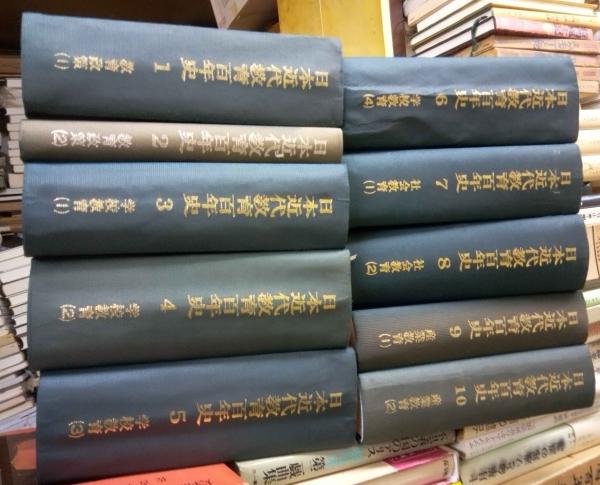 日本近代教育百年史 1 教育政策(1)
日本近代教育百年史 2 教育政策(2)
日本近代教育百年史 3 学校教育(1)
日本近代教育百年史 4 学校教育(2)
日本近代教育百年史 5 学校教育(3)
日本近代教育百年史 6 学校教育(4)
日本近代教育百年史 7 社会教育(1)
日本近代教育百年史 8 社会教育(2)
日本近代教育百年史 9 産業教育(1)
日本近代教育百年史 10 産業教育(2)
戯曲集